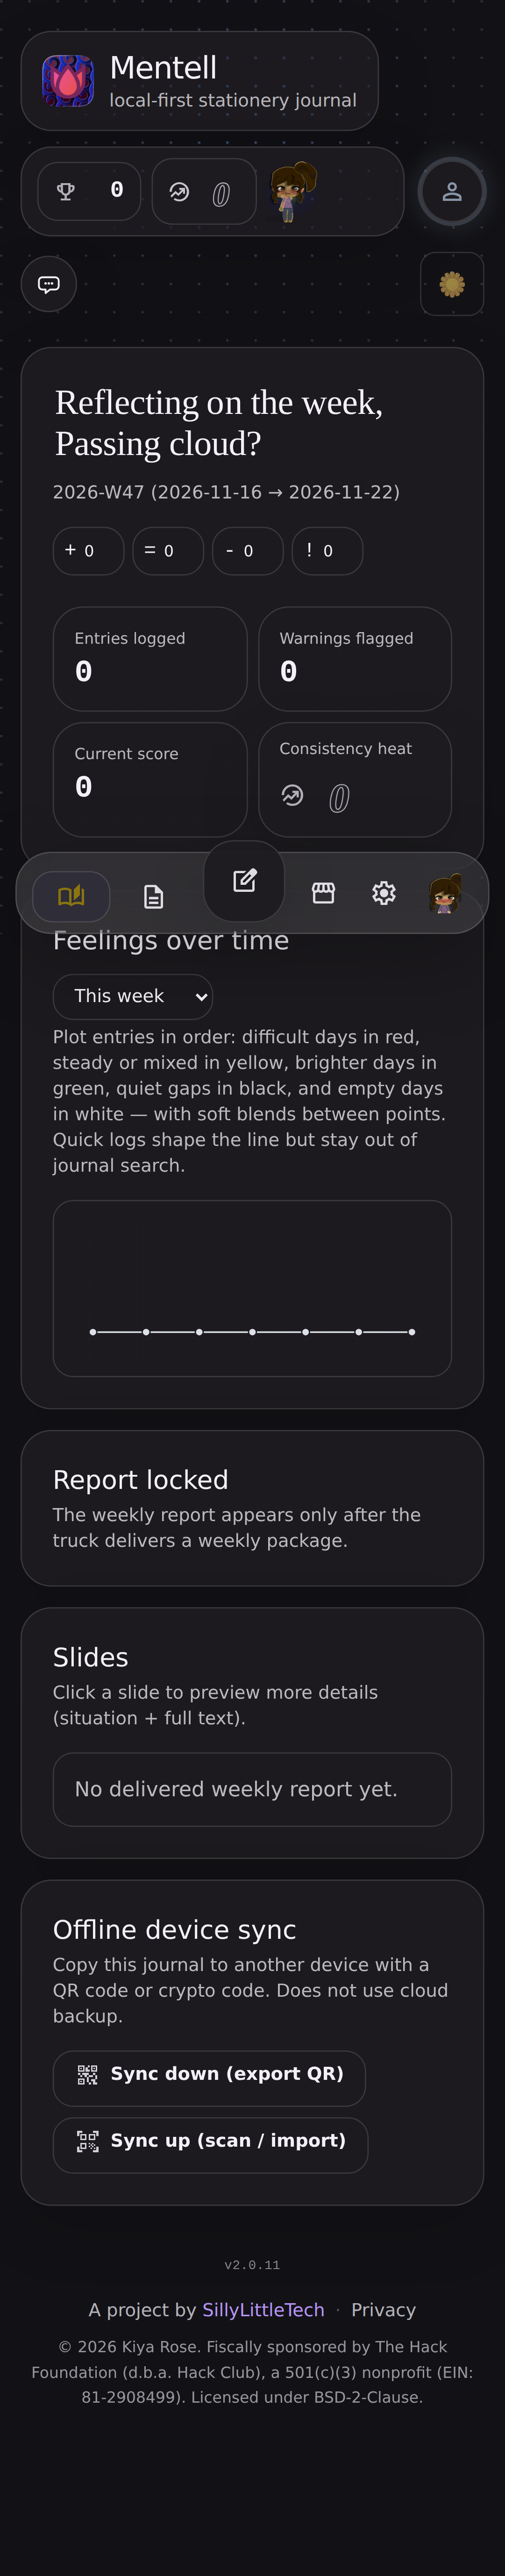 Mentell
local-first stationery journal
0
0
Reflecting on the week,
Passing cloud?
2026-W47 (2026-11-16 → 2026-11-22)
+ 0
= 0
- 0
! 0
Entries logged
0
Warnings flagged
0
Current score
0
Consistency heat
0
Feelings over time
This week
Plot entries in order: difficult days in red,
steady or mixed in yellow, brighter days in
green, quiet gaps in black, and empty days
in white — with soft blends between points.
Quick logs shape the line but stay out of
journal search.
Report locked
The weekly report appears only after the
truck delivers a weekly package.
Slides
Click a slide to preview more details
(situation + full text).
No delivered weekly report yet.
Offline device sync
Copy this journal to another device with a
QR code or crypto code. Does not use cloud
backup.
Sync down (export QR)
Sync up (scan / import)
v2.0.11
A project by SillyLittleTech · Privacy
© 2026 Kiya Rose. Fiscally sponsored by The Hack
Foundation (d.b.a. Hack Club), a 501(c)(3) nonprofit (EIN:
81-2908499). Licensed under BSD-2-Clause.